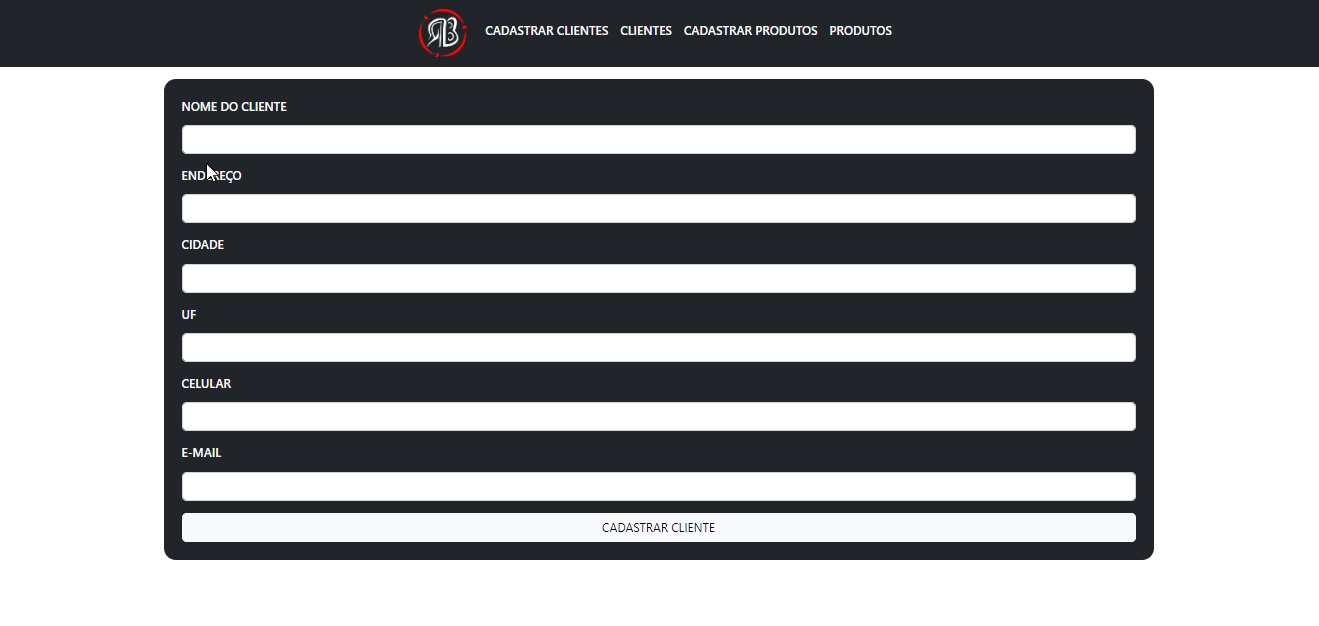 RB CADASTRAR CLIENTES CLIENTES CADASTRAR PRODUTOS PRODUTOS
NOME DO CLIENTE
ENDEREÇO
CIDADE
UF
CELULAR
E-MAIL
CADASTRAR CLIENTE